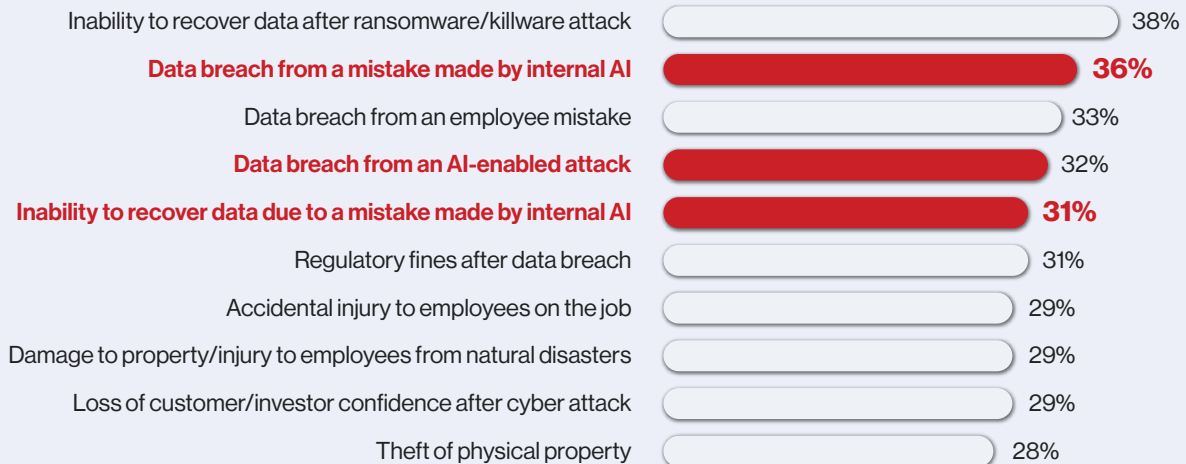 Inability to recover data after ransomware/killware attack 38%
Data breach from a mistake made by internal AI 36%
Data breach from an employee mistake 33%
Data breach from an AI-enabled attack 32%
Inability to recover data due to a mistake made by internal AI 31%
Regulatory fines after data breach 31%
Accidental injury to employees on the job 29%
Damage to property/injury to employees from natural disasters 29%
Loss of customer/investor confidence after cyber attack 29%
Theft of physical property 28%